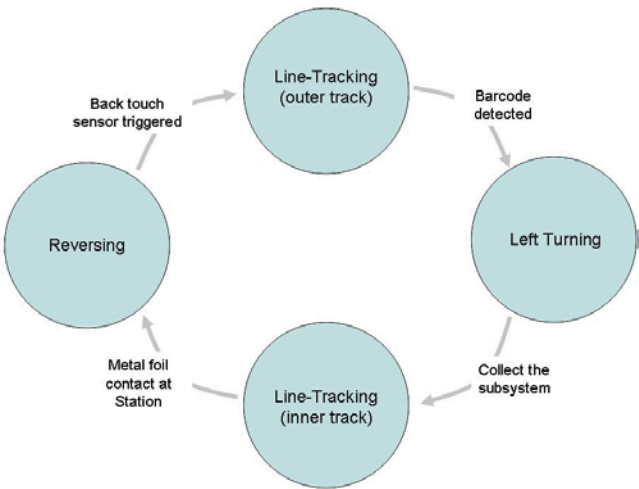 Line-Tracking
(outer track)
Back touch
sensor triggered
Barcode
detected
Reversing
Left Turning
Metal foil
contact at
Station
Line-Tracking
(inner track)
Collect the
subsystem